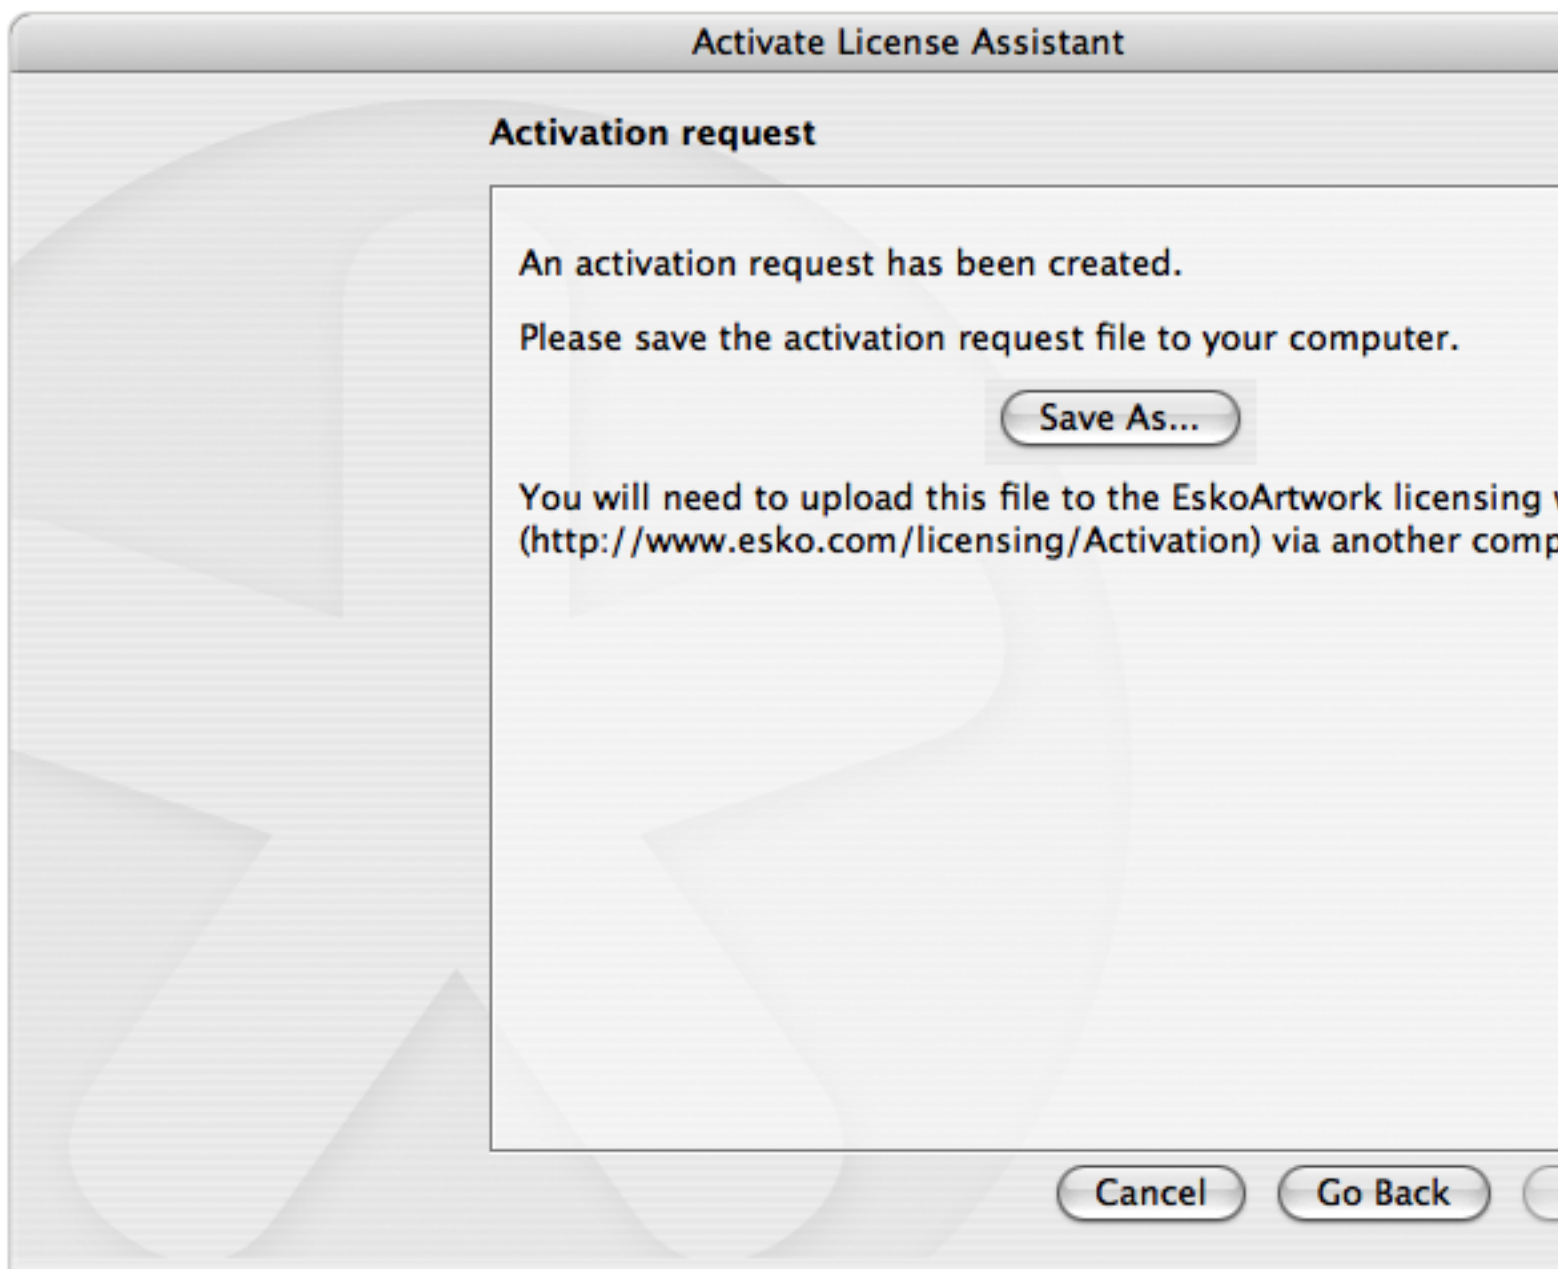 Activate License Assistant
Activation request
An activation request has been created.
Please save the activation request file to your computer.
Save As...
You will need to upload this file to the EskoArtwork licensing
(http://www.esko.com/licensing/Activation) via another
Cancel
Go Back